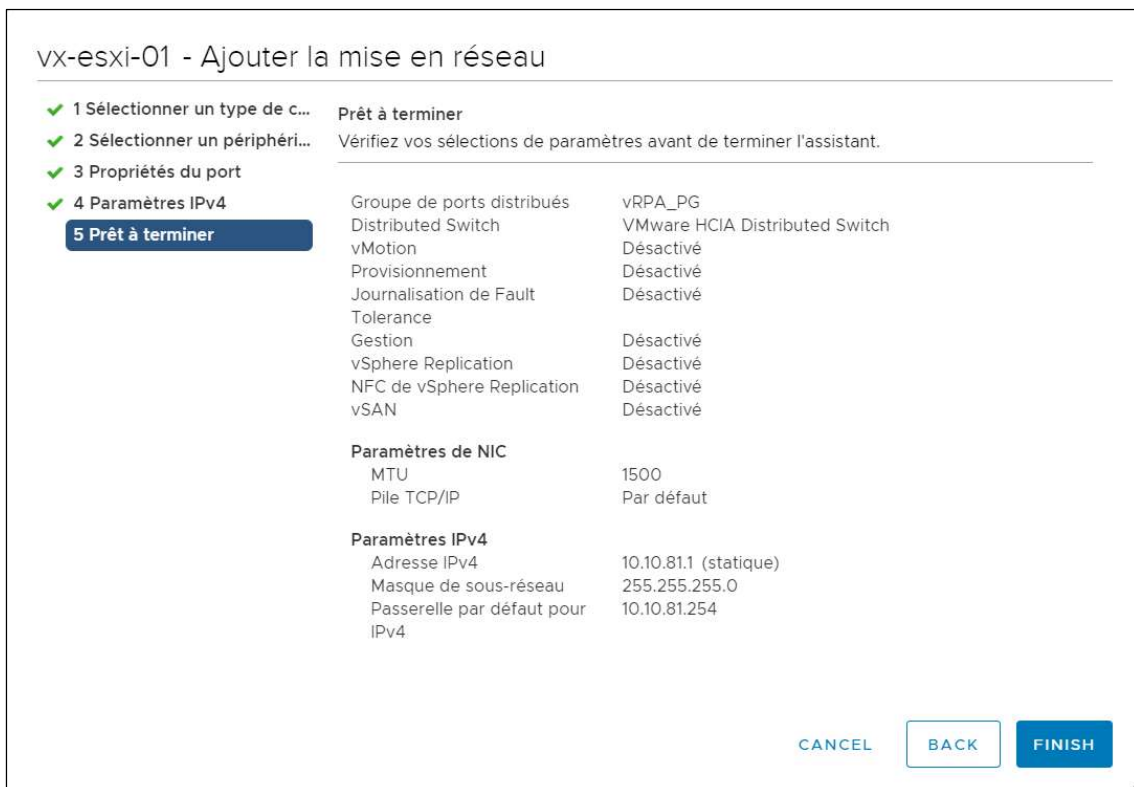 vx-esxi-01 - Ajouter la mise en réseau
1 Sélectionner un type de c...
2 Sélectionner un périphéri...
3 Propriétés du port
4 Paramètres IPv4
5 Prêt à terminer
Prêt à terminer
Vérifiez vos sélections de paramètres avant de terminer l'assistant.
Groupe de ports distribués vRPA_PG
Distributed Switch VMware HCIA Distributed Switch
vMotion Désactivé
Provisionnement Désactivé
Journalisation de Fault Désactivé
Tolerance
Gestion Désactivé
vSphere Replication Désactivé
NFC de vSphere Replication Désactivé
vSAN Désactivé
Paramètres de NIC
MTU 1500
Pile TCP/IP Par défaut
Paramètres IPv4
Adresse IPv4 10.10.81.1 (statique)
Masque de sous-réseau 255.255.255.0
Passerelle par défaut pour 10.10.81.254
IPv4
CANCEL BACK FINISH